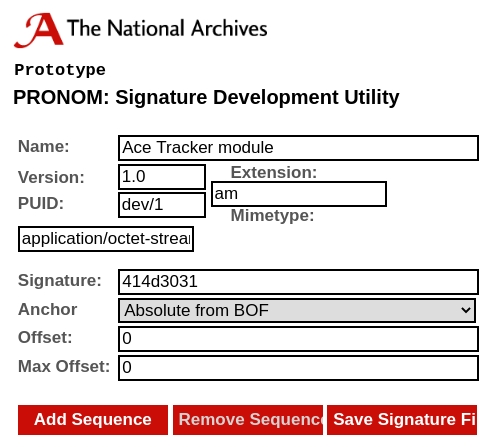 The National Archives
Prototype
PRONOM: Signature Development Utility
Name: Ace Tracker module
Version: 1.0 Extension:
am
PUID: dev/1
Mimetype:
application/octet-strea
Signature: 414d3031
Anchor Absolute from BOF
Offset: 0
Max Offset: 0
Add Sequence Remove Sequence Save Signature Fi